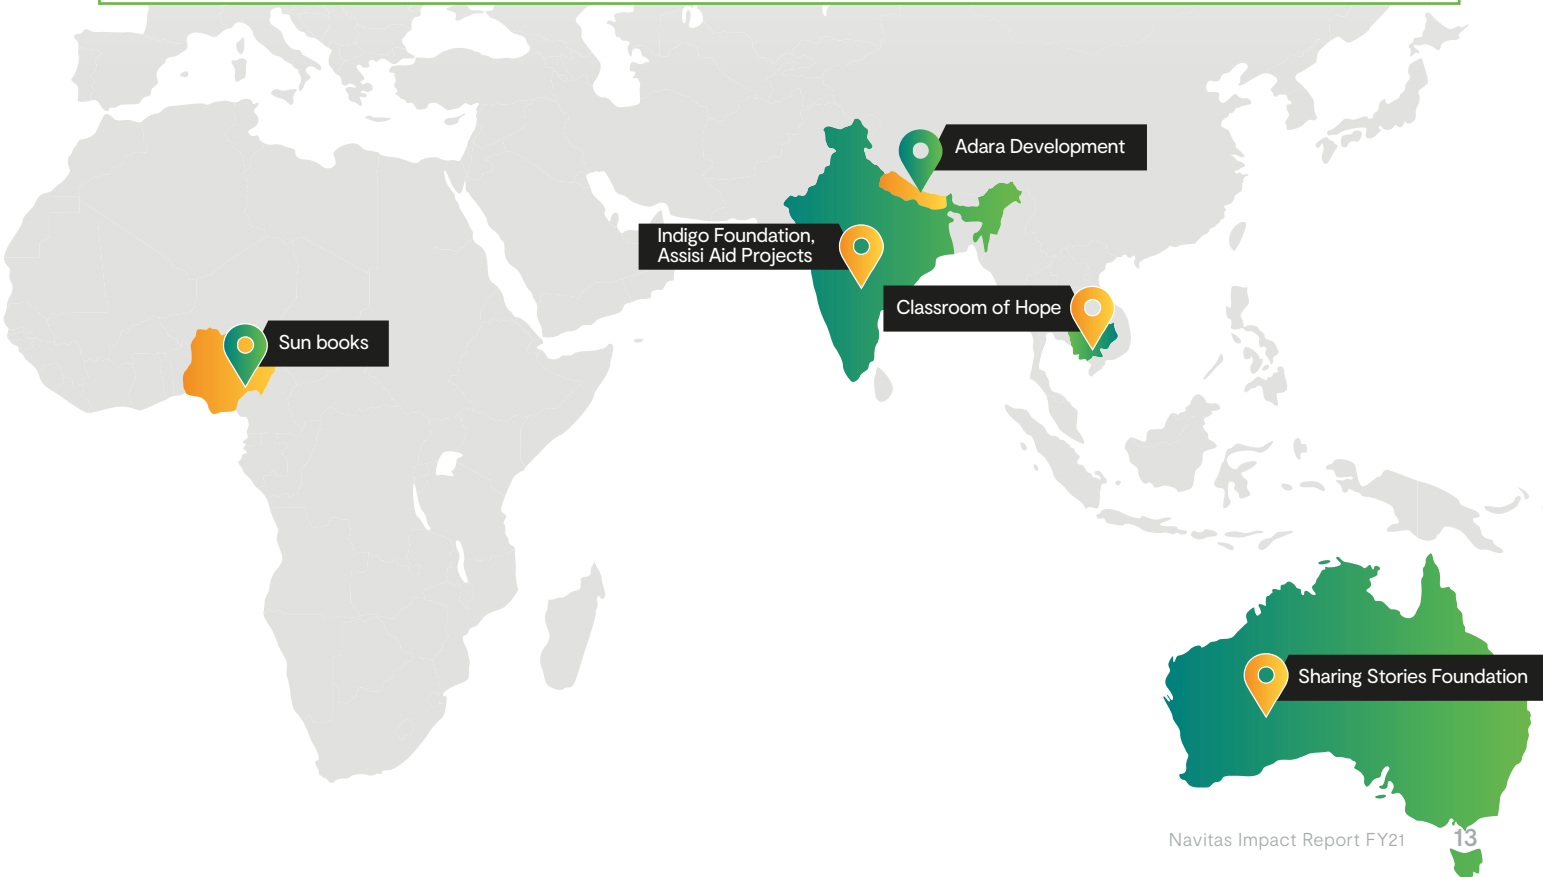 Adara Development
Indigo Foundation,
Assisi Aid Projects
Classroom of Hope
Sun books
Sharing Stories Foundation
Navitas Impact Report FY21
13